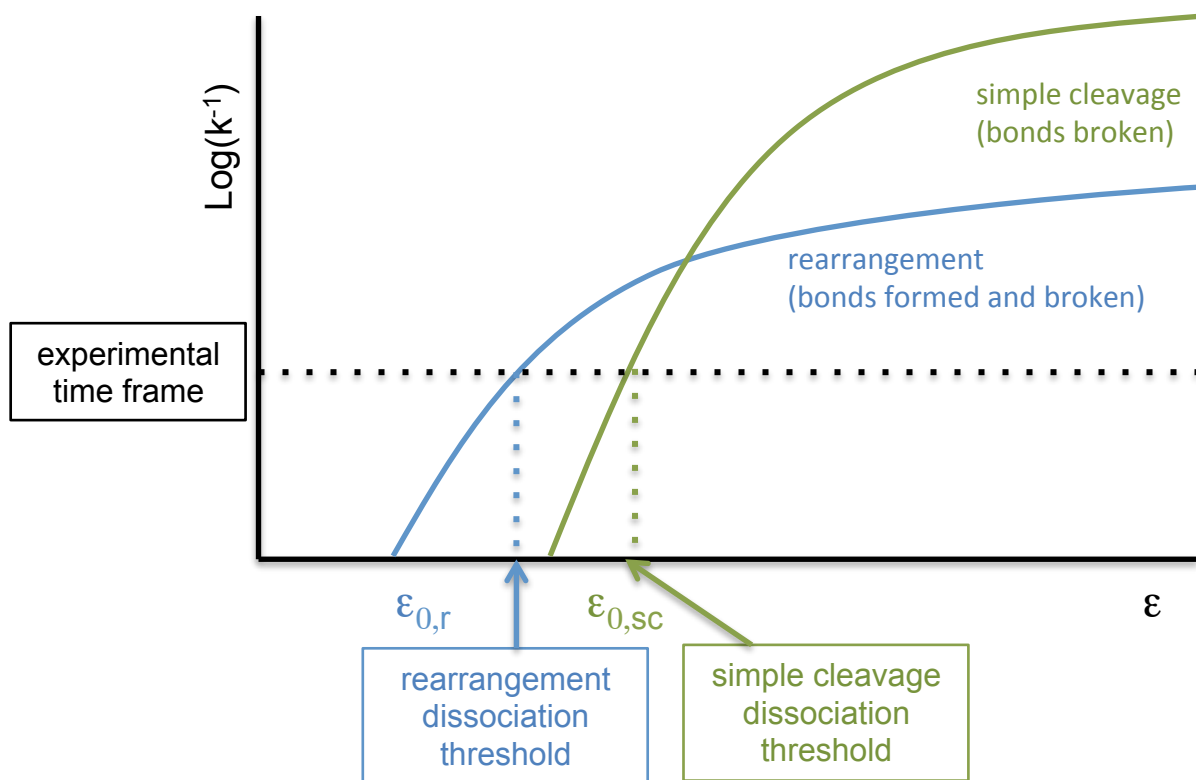 Log(k⁻¹)
simple cleavage
(bonds broken)
rearrangement
(bonds formed and broken)
experimental
time frame
ε₀,r
ε₀,sc
ε
rearrangement
dissociation
threshold
simple cleavage
dissociation
threshold